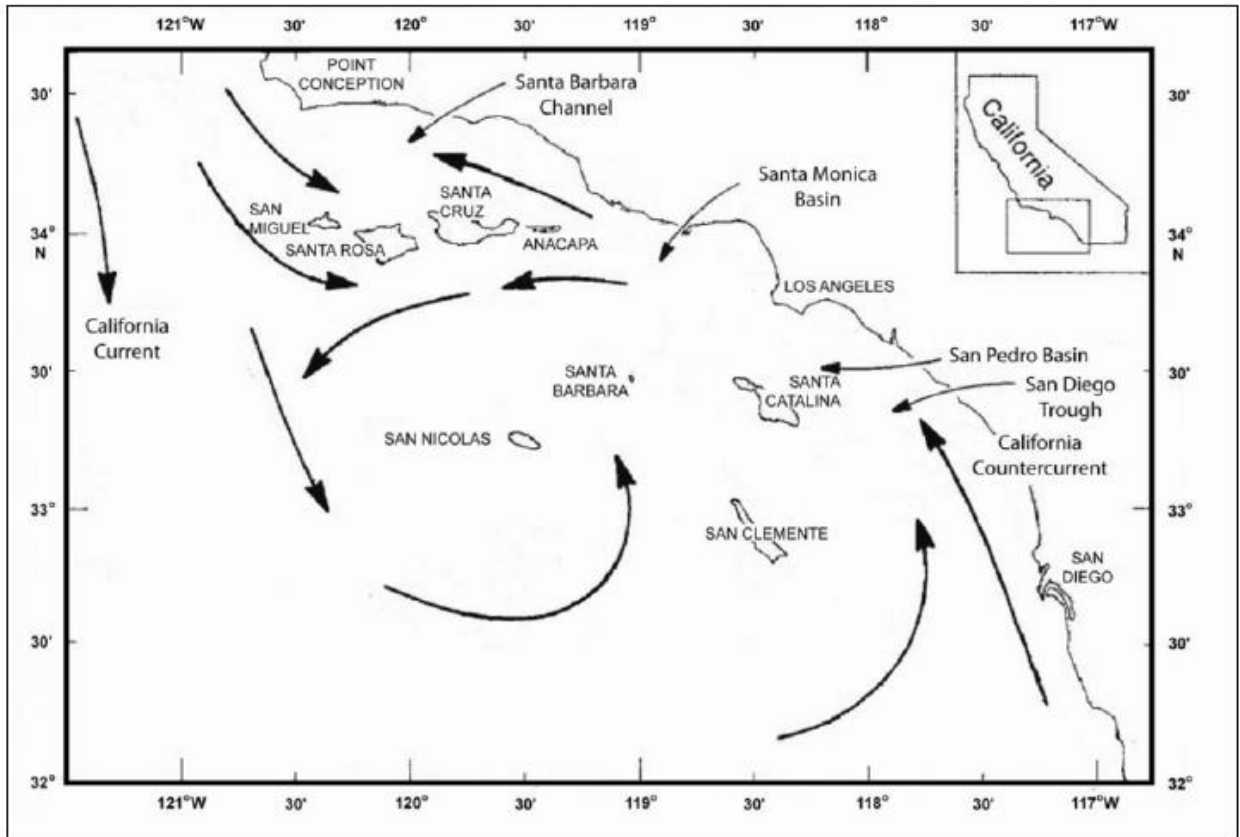 121°W 30' 120° 30' 119° 30' 118° 30' 117°W
POINT
CONCEPTION
Santa Barbara
Channel
30'
30'
California
Santa Monica
Basin
SANTA
CRUZ
SAN
MIGUEL
SANTA ROSA
ANACAPA
34°
N
34°
N
LOS ANGELES
California
Current
San Pedro Basin
30'
30'
SANTA
BARBARA
SANTA
CATALINA
San Diego
Trough
SAN NICOLAS
California
Countercurrent
33°
33°
SAN CLEMENTE
SAN
DIEGO
30'
30'
32°
32°
121°W 30' 120° 30' 119° 30' 118° 30' 117°W